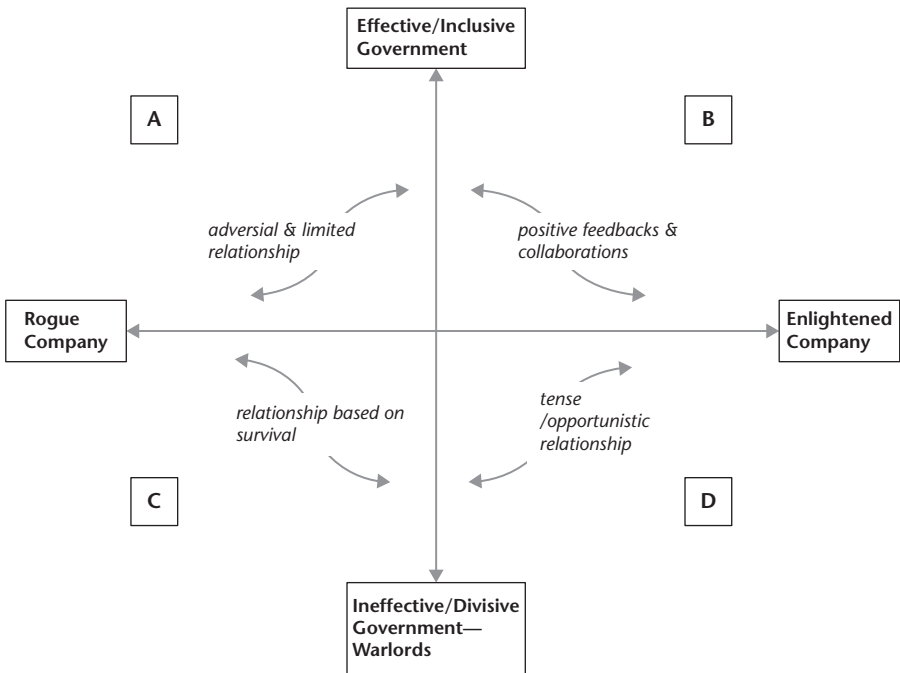 Effective/Inclusive
Government
A
B
adversial & limited
relationship
positive feedbacks &
collaborations
Rogue
Company
Enlightened
Company
relationship based on
survival
tense
/opportunistic
relationship
C
D
Ineffective/Divisive
Government—
Warlords